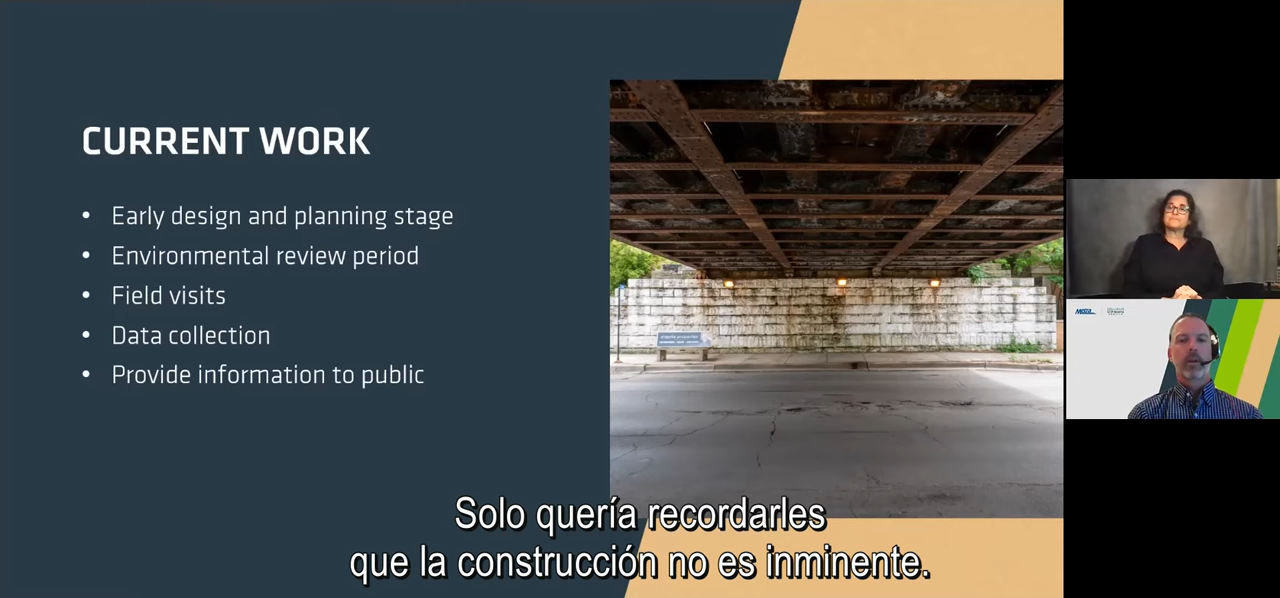 CURRENT WORK
• Early design and planning stage
• Environmental review period
• Field visits
• Data collection
• Provide information to public
Metra
Solo quería recordarles
que la construcción no es inminente.